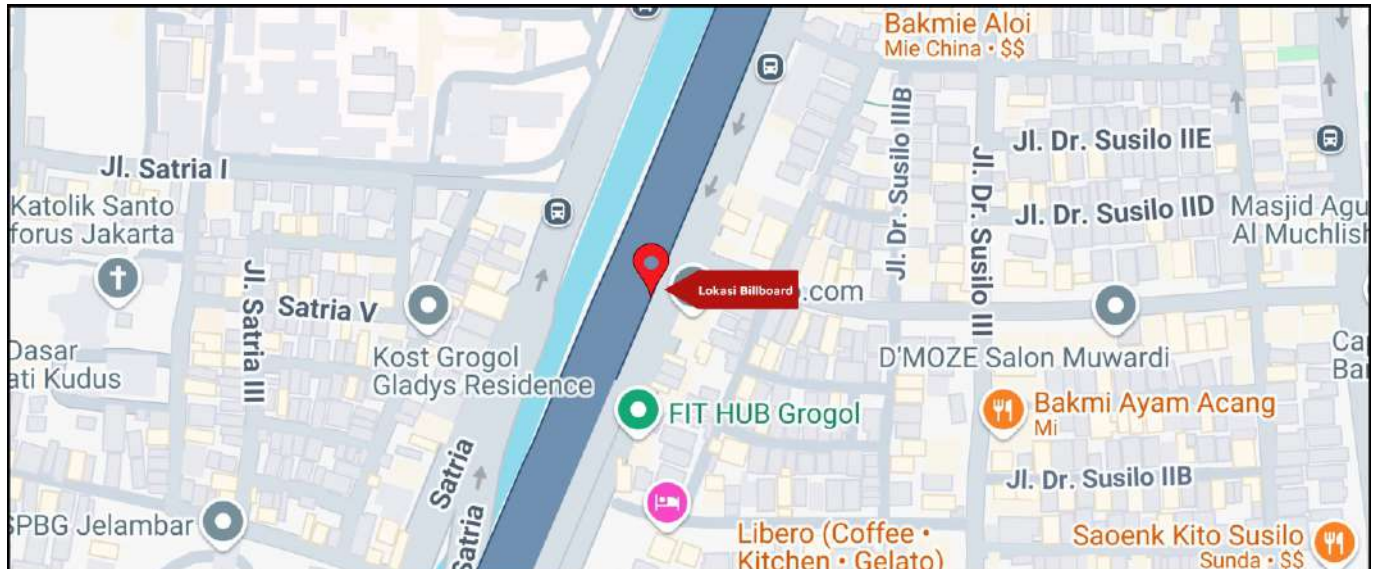 Bakmie Aloi
Mie China • $$
Jl. Satria I
Katolik Santo
forus Jakarta
Jl. Satria III
Satria V
Dasar
ati Kudus
Kost Grogol
Gladys Residence
Satria
Satria
SPBG Jelambar
Lokasi Billboard
.com
FIT HUB Grogol
Libero (Coffee •
Kitchen • Gelato)
Jl. Dr. Susilo IIIB
Jl. Dr. Susilo III
Jl. Dr. Susilo IIE
Jl. Dr. Susilo IID
Masjid Agu
Al Muchlish
D'MOZE Salon Muwardi
Ca
Ba
Bakmi Ayam Acang
Mi
Jl. Dr. Susilo IIB
Saoenk Kito Susilo
Sunda • $$